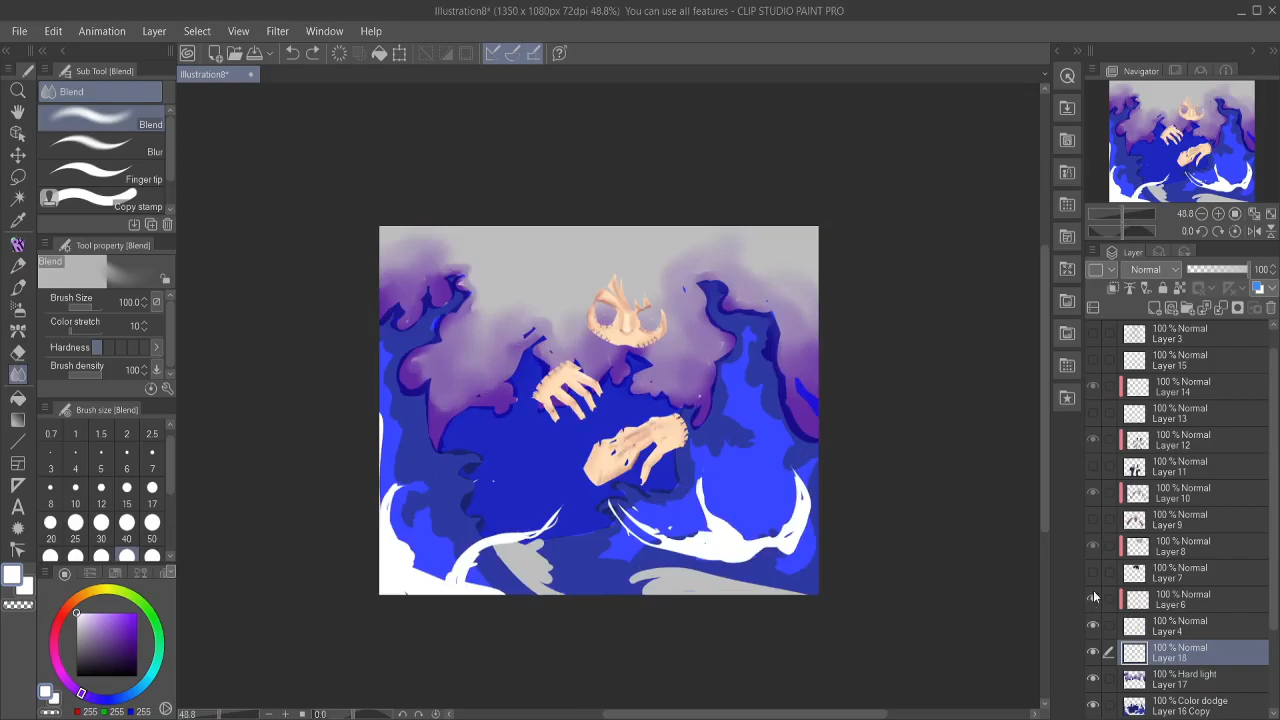 Illustration8* (1350 x 1080px 72dpi 48.8%)  You can use all features - CLIP STUDIO PAINT PRO
File Edit Animation Layer Select View Filter Window Help
Sub Tool [Blend]
Illustration8*
Navigator
Blend
Blend
Blur
Finger tip
Copy stamp
48.8
0.0
Tool property [Blend]
Layer
Blend
Normal 100
Brush Size 100.0
Color stretch 10
Hardness
Brush density 100
Brush size [Blend]
0.7 1 1.5 2 2.5
3 4 5 6 7
8 10 12 15 17
20 25 30 40 50
100 % Normal
Layer 3
100 % Normal
Layer 15
100 % Normal
Layer 14
100 % Normal
Layer 13
100 % Normal
Layer 12
100 % Normal
Layer 11
100 % Normal
Layer 10
100 % Normal
Layer 9
100 % Normal
Layer 8
100 % Normal
Layer 7
100 % Normal
Layer 6
100 % Normal
Layer 4
100 % Normal
Layer 18
100 % Hard light
Layer 17
100 % Color dodge
Layer 16 Copy
255 255 255
48.8 0.0